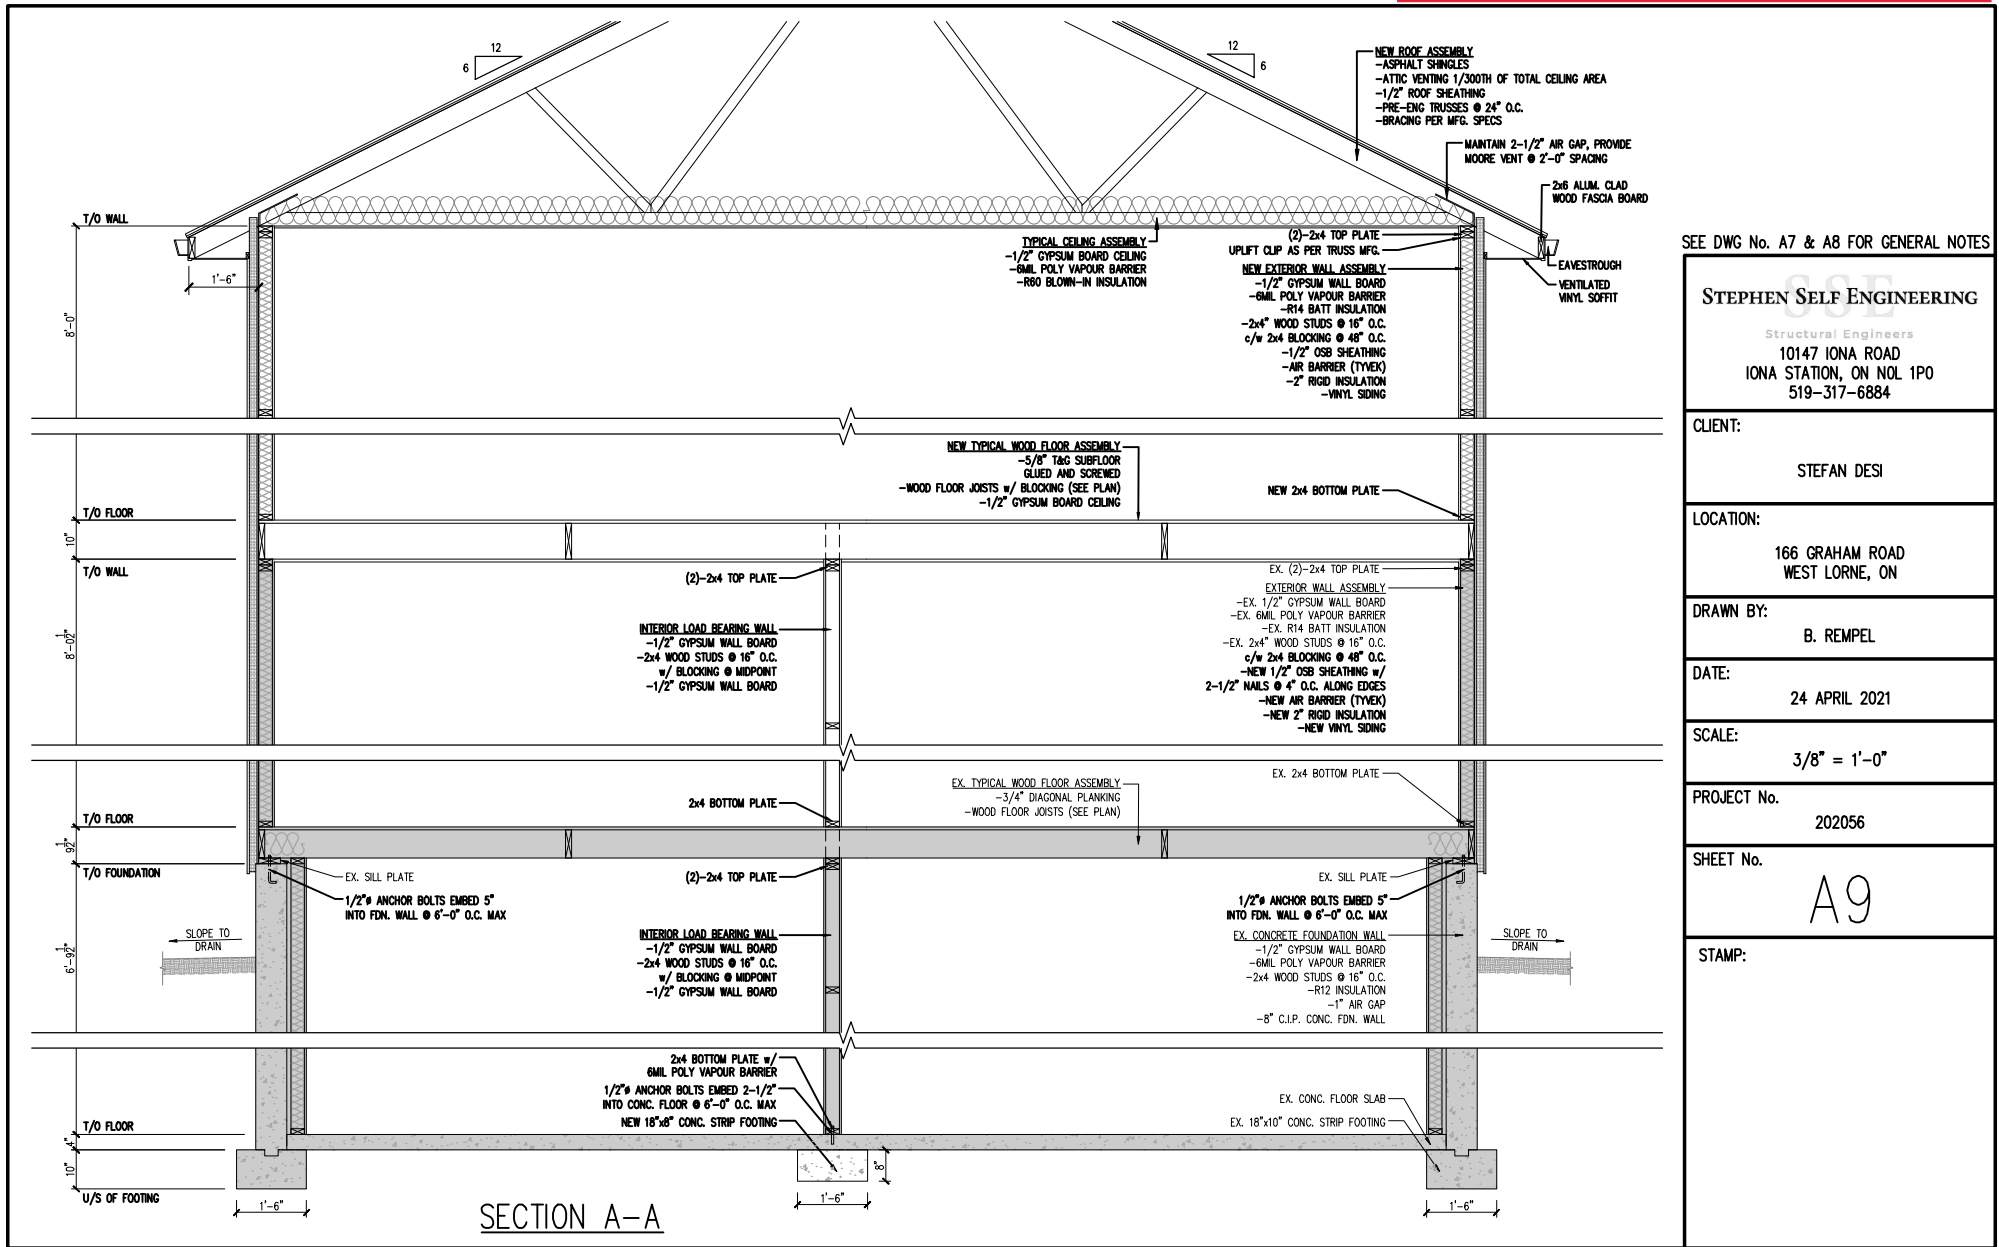 12
6
12
6
NEW ROOF ASSEMBLY
-ASPHALT SHINGLES
-ATTIC VENTING 1/300TH OF TOTAL CEILING AREA
-1/2" ROOF SHEATHING
-PRE-ENG TRUSSES @ 24" O.C.
-BRACING PER MFG. SPECS
MAINTAIN 2-1/2" AIR GAP, PROVIDE
MOORE VENT @ 2'-0" SPACING
2x6 ALUM. CLAD
WOOD FASCIA BOARD
EAVESTROUGH
VENTILATED
VINYL SOFFIT
T/O WALL
1'-6"
8'-0"
TYPICAL CEILING ASSEMBLY
-1/2" GYPSUM BOARD CEILING
-6MIL POLY VAPOUR BARRIER
-R60 BLOWN-IN INSULATION
(2)-2x4 TOP PLATE
UPLIFT CLIP AS PER TRUSS MFG.
NEW EXTERIOR WALL ASSEMBLY
-1/2" GYPSUM WALL BOARD
-6MIL POLY VAPOUR BARRIER
-R14 BATT INSULATION
-2x4" WOOD STUDS @ 16" O.C.
c/w 2x4 BLOCKING @ 48" O.C.
-1/2" OSB SHEATHING
-AIR BARRIER (TYVEK)
-2" RIGID INSULATION
-VINYL SIDING
NEW TYPICAL WOOD FLOOR ASSEMBLY
-5/8" T&G SUBFLOOR
GLUED AND SCREWED
-WOOD FLOOR JOISTS w/ BLOCKING (SEE PLAN)
-1/2" GYPSUM BOARD CEILING
NEW 2x4 BOTTOM PLATE
T/O FLOOR
10"
T/O WALL
(2)-2x4 TOP PLATE
EX. (2)-2x4 TOP PLATE
8'-0 1/2"
INTERIOR LOAD BEARING WALL
-1/2" GYPSUM WALL BOARD
-2x4 WOOD STUDS @ 16" O.C.
w/ BLOCKING @ MIDPOINT
-1/2" GYPSUM WALL BOARD
EXTERIOR WALL ASSEMBLY
-EX. 1/2" GYPSUM WALL BOARD
-EX. 6MIL POLY VAPOUR BARRIER
-EX. R14 BATT INSULATION
-EX. 2x4" WOOD STUDS @ 16" O.C.
c/w 2x4 BLOCKING @ 48" O.C.
-NEW 1/2" OSB SHEATHING w/
2-1/2" NAILS @ 4" O.C. ALONG EDGES
-NEW AIR BARRIER (TYVEK)
-NEW 2" RIGID INSULATION
-NEW VINYL SIDING
EX. TYPICAL WOOD FLOOR ASSEMBLY
-3/4" DIAGONAL PLANKING
-WOOD FLOOR JOISTS (SEE PLAN)
EX. 2x4 BOTTOM PLATE
2x4 BOTTOM PLATE
T/O FLOOR
9 1/2"
T/O FOUNDATION
EX. SILL PLATE
1/2"ø ANCHOR BOLTS EMBED 5"
INTO FDN. WALL @ 6'-0" O.C. MAX
(2)-2x4 TOP PLATE
EX. SILL PLATE
1/2"ø ANCHOR BOLTS EMBED 5"
INTO FDN. WALL @ 6'-0" O.C. MAX
SLOPE TO
DRAIN
6'-9 1/2"
INTERIOR LOAD BEARING WALL
-1/2" GYPSUM WALL BOARD
-2x4 WOOD STUDS @ 16" O.C.
w/ BLOCKING @ MIDPOINT
-1/2" GYPSUM WALL BOARD
EX. CONCRETE FOUNDATION WALL
-1/2" GYPSUM WALL BOARD
-6MIL POLY VAPOUR BARRIER
-2x4 WOOD STUDS @ 16" O.C.
-R12 INSULATION
-1" AIR GAP
-8" C.I.P. CONC. FDN. WALL
SLOPE TO
DRAIN
2x4 BOTTOM PLATE w/
6MIL POLY VAPOUR BARRIER
1/2"ø ANCHOR BOLTS EMBED 2-1/2"
INTO CONC. FLOOR @ 6'-0" O.C. MAX
NEW 18"x8" CONC. STRIP FOOTING
EX. CONC. FLOOR SLAB
EX. 18"x10" CONC. STRIP FOOTING
T/O FLOOR
4"
10"
U/S OF FOOTING
8"
1'-6"
1'-6"
1'-6"
SECTION A-A
SEE DWG No. A7 & A8 FOR GENERAL NOTES
SSE
STEPHEN SELF ENGINEERING
Structural Engineers
10147 IONA ROAD
IONA STATION, ON N0L 1P0
519-317-6884
CLIENT:
STEFAN DESI
LOCATION:
166 GRAHAM ROAD
WEST LORNE, ON
DRAWN BY:
B. REMPEL
DATE:
24 APRIL 2021
SCALE:
3/8" = 1'-0"
PROJECT No.
202056
SHEET No.
A9
STAMP: